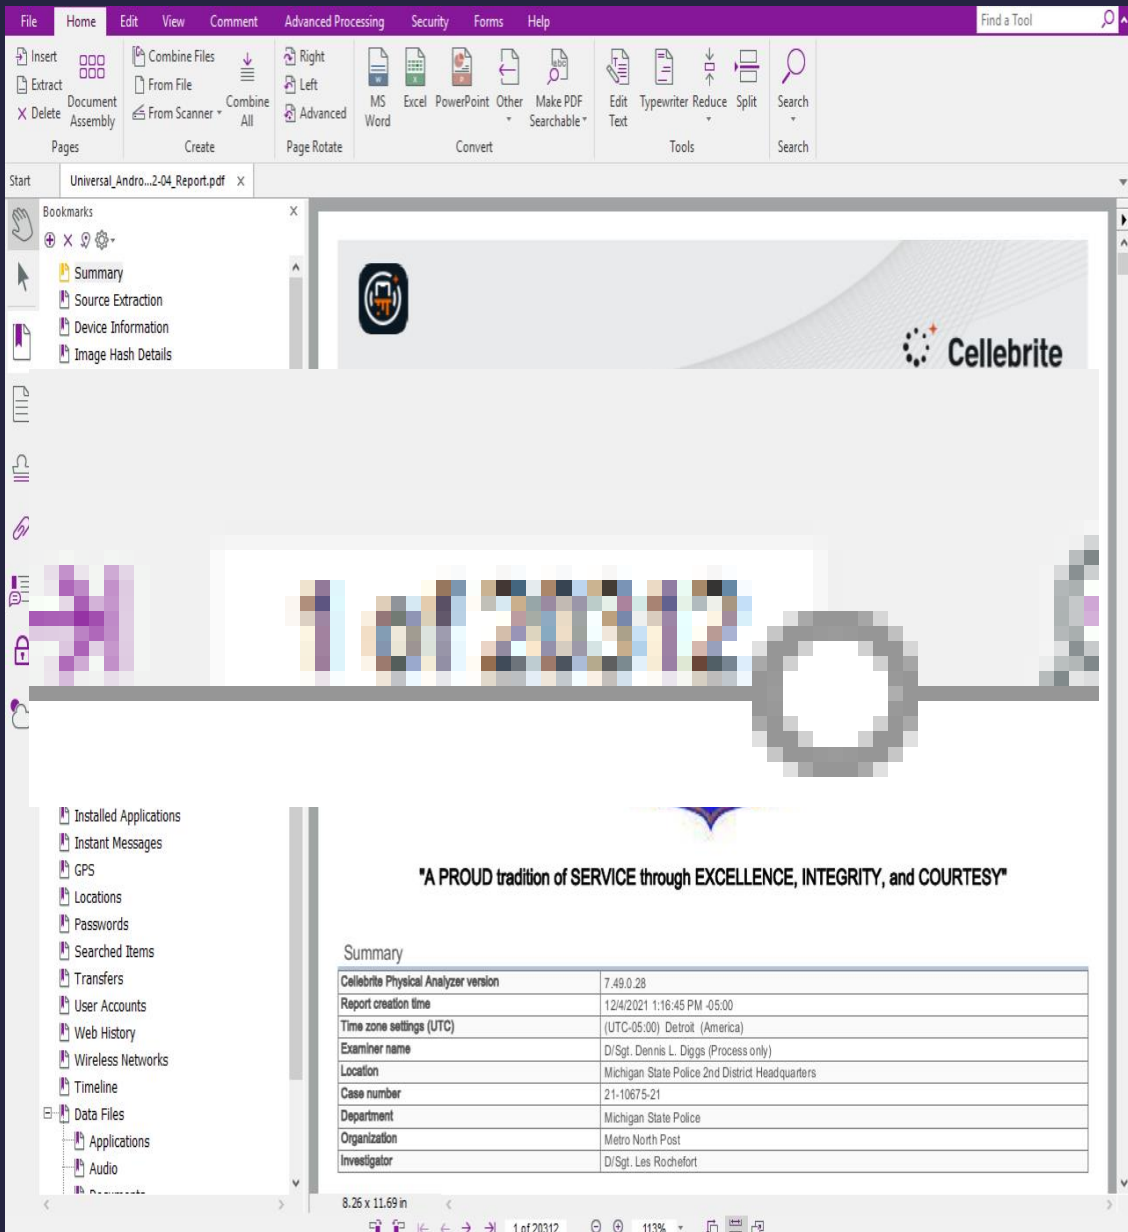 File Home Edit View Comment Advanced Processing Security Forms Help Find a Tool
Insert
Extract
Delete
Document Assembly
Pages
Combine Files
From File
From Scanner
Combine All
Create
Right
Left
Advanced
Page Rotate
MS Word
Excel
PowerPoint
Other
Make PDF Searchable
Convert
Edit Text
Typewriter
Reduce
Split
Tools
Search
Search
Start Universal_Andro...2-04_Report.pdf X
Bookmarks
Summary
Source Extraction
Device Information
Image Hash Details
Cellebrite
1 of 20312
Installed Applications
Instant Messages
GPS
Locations
Passwords
Searched Items
Transfers
User Accounts
Web History
Wireless Networks
Timeline
Data Files
Applications
Audio
"A PROUD tradition of SERVICE through EXCELLENCE, INTEGRITY, and COURTESY"
Summary
Cellebrite Physical Analyzer version 7.49.0.28
Report creation time 12/4/2021 1:16:45 PM -05:00
Time zone settings (UTC) (UTC-05:00) Detroit (America)
Examiner name D/Sgt. Dennis L. Diggs (Process only)
Location Michigan State Police 2nd District Headquarters
Case number 21-10675-21
Department Michigan State Police
Organization Metro North Post
Investigator D/Sgt. Les Rochefort
8.26 x 11.69 in
1 of 20312 113%